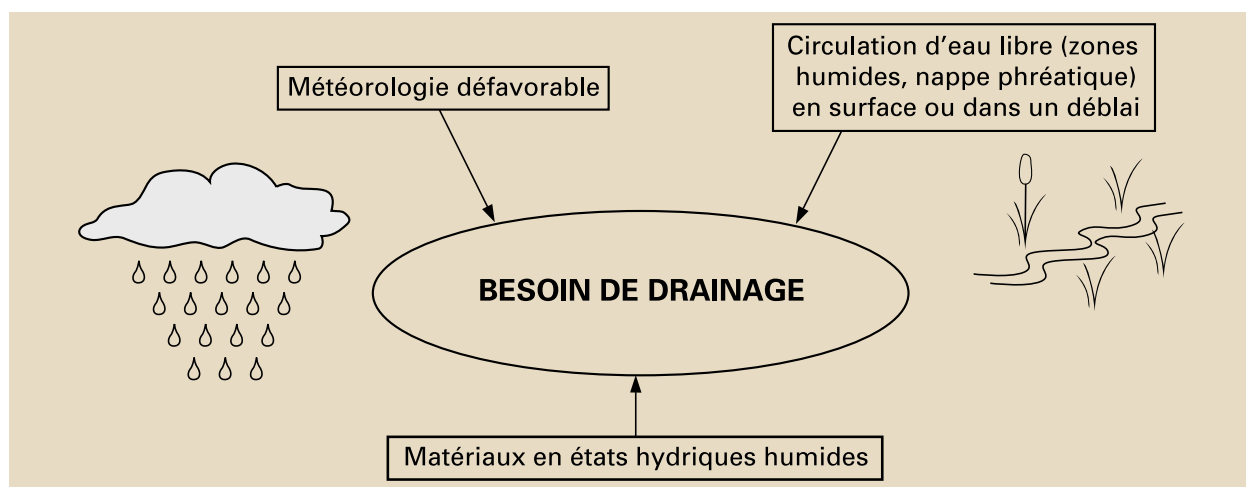 Météorologie défavorable
Circulation d'eau libre (zones
humides, nappe phréatique)
en surface ou dans un déblai
BESOIN DE DRAINAGE
Matériaux en états hydriques humides